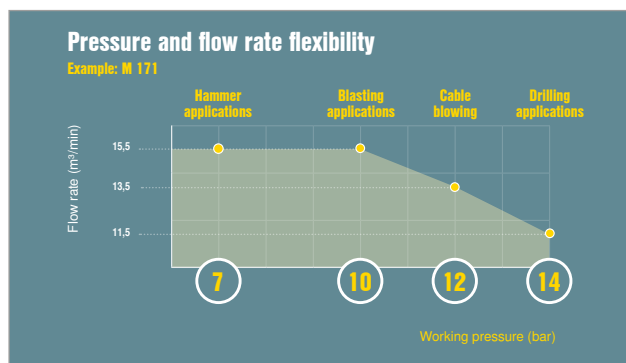 Pressure and flow rate flexibility
Example: M 171
Hammer applications
Blasting applications
Cable blowing
Drilling applications
Flow rate (m³/min)
15,5
13,5
11,5
7
10
12
14
Working pressure (bar)